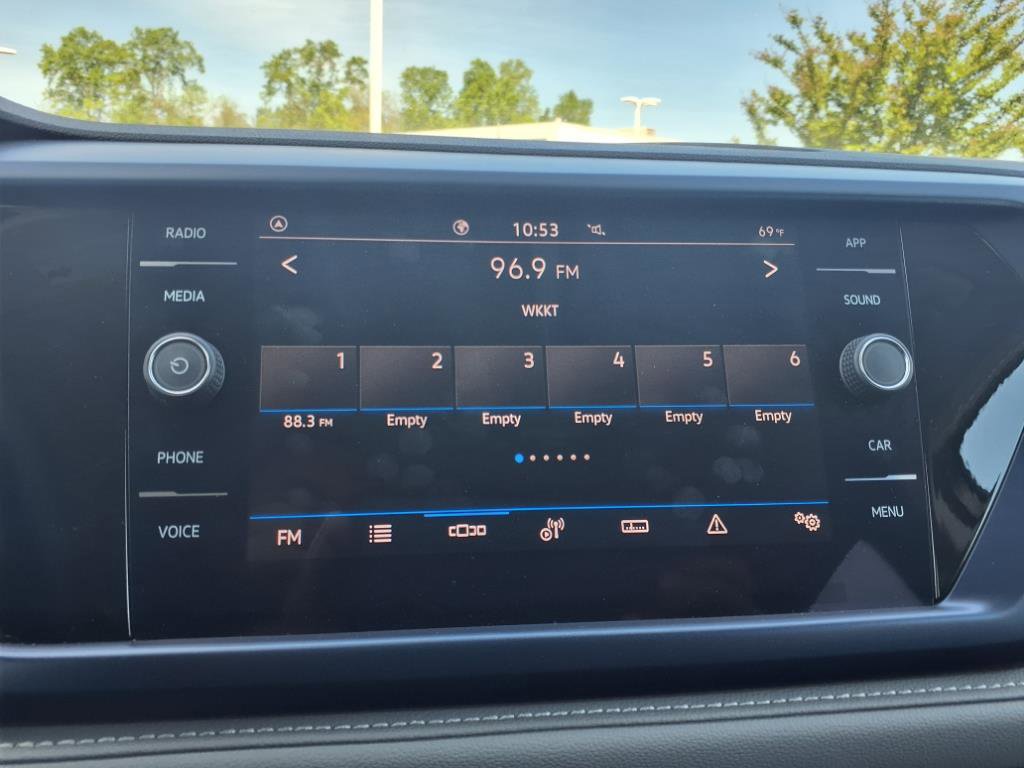 RADIO
MEDIA
PHONE
VOICE
10:53
69°F
96.9 FM
WKKT
1 2 3 4 5 6
88.3 FM Empty Empty Empty Empty Empty
FM
APP
SOUND
CAR
MENU